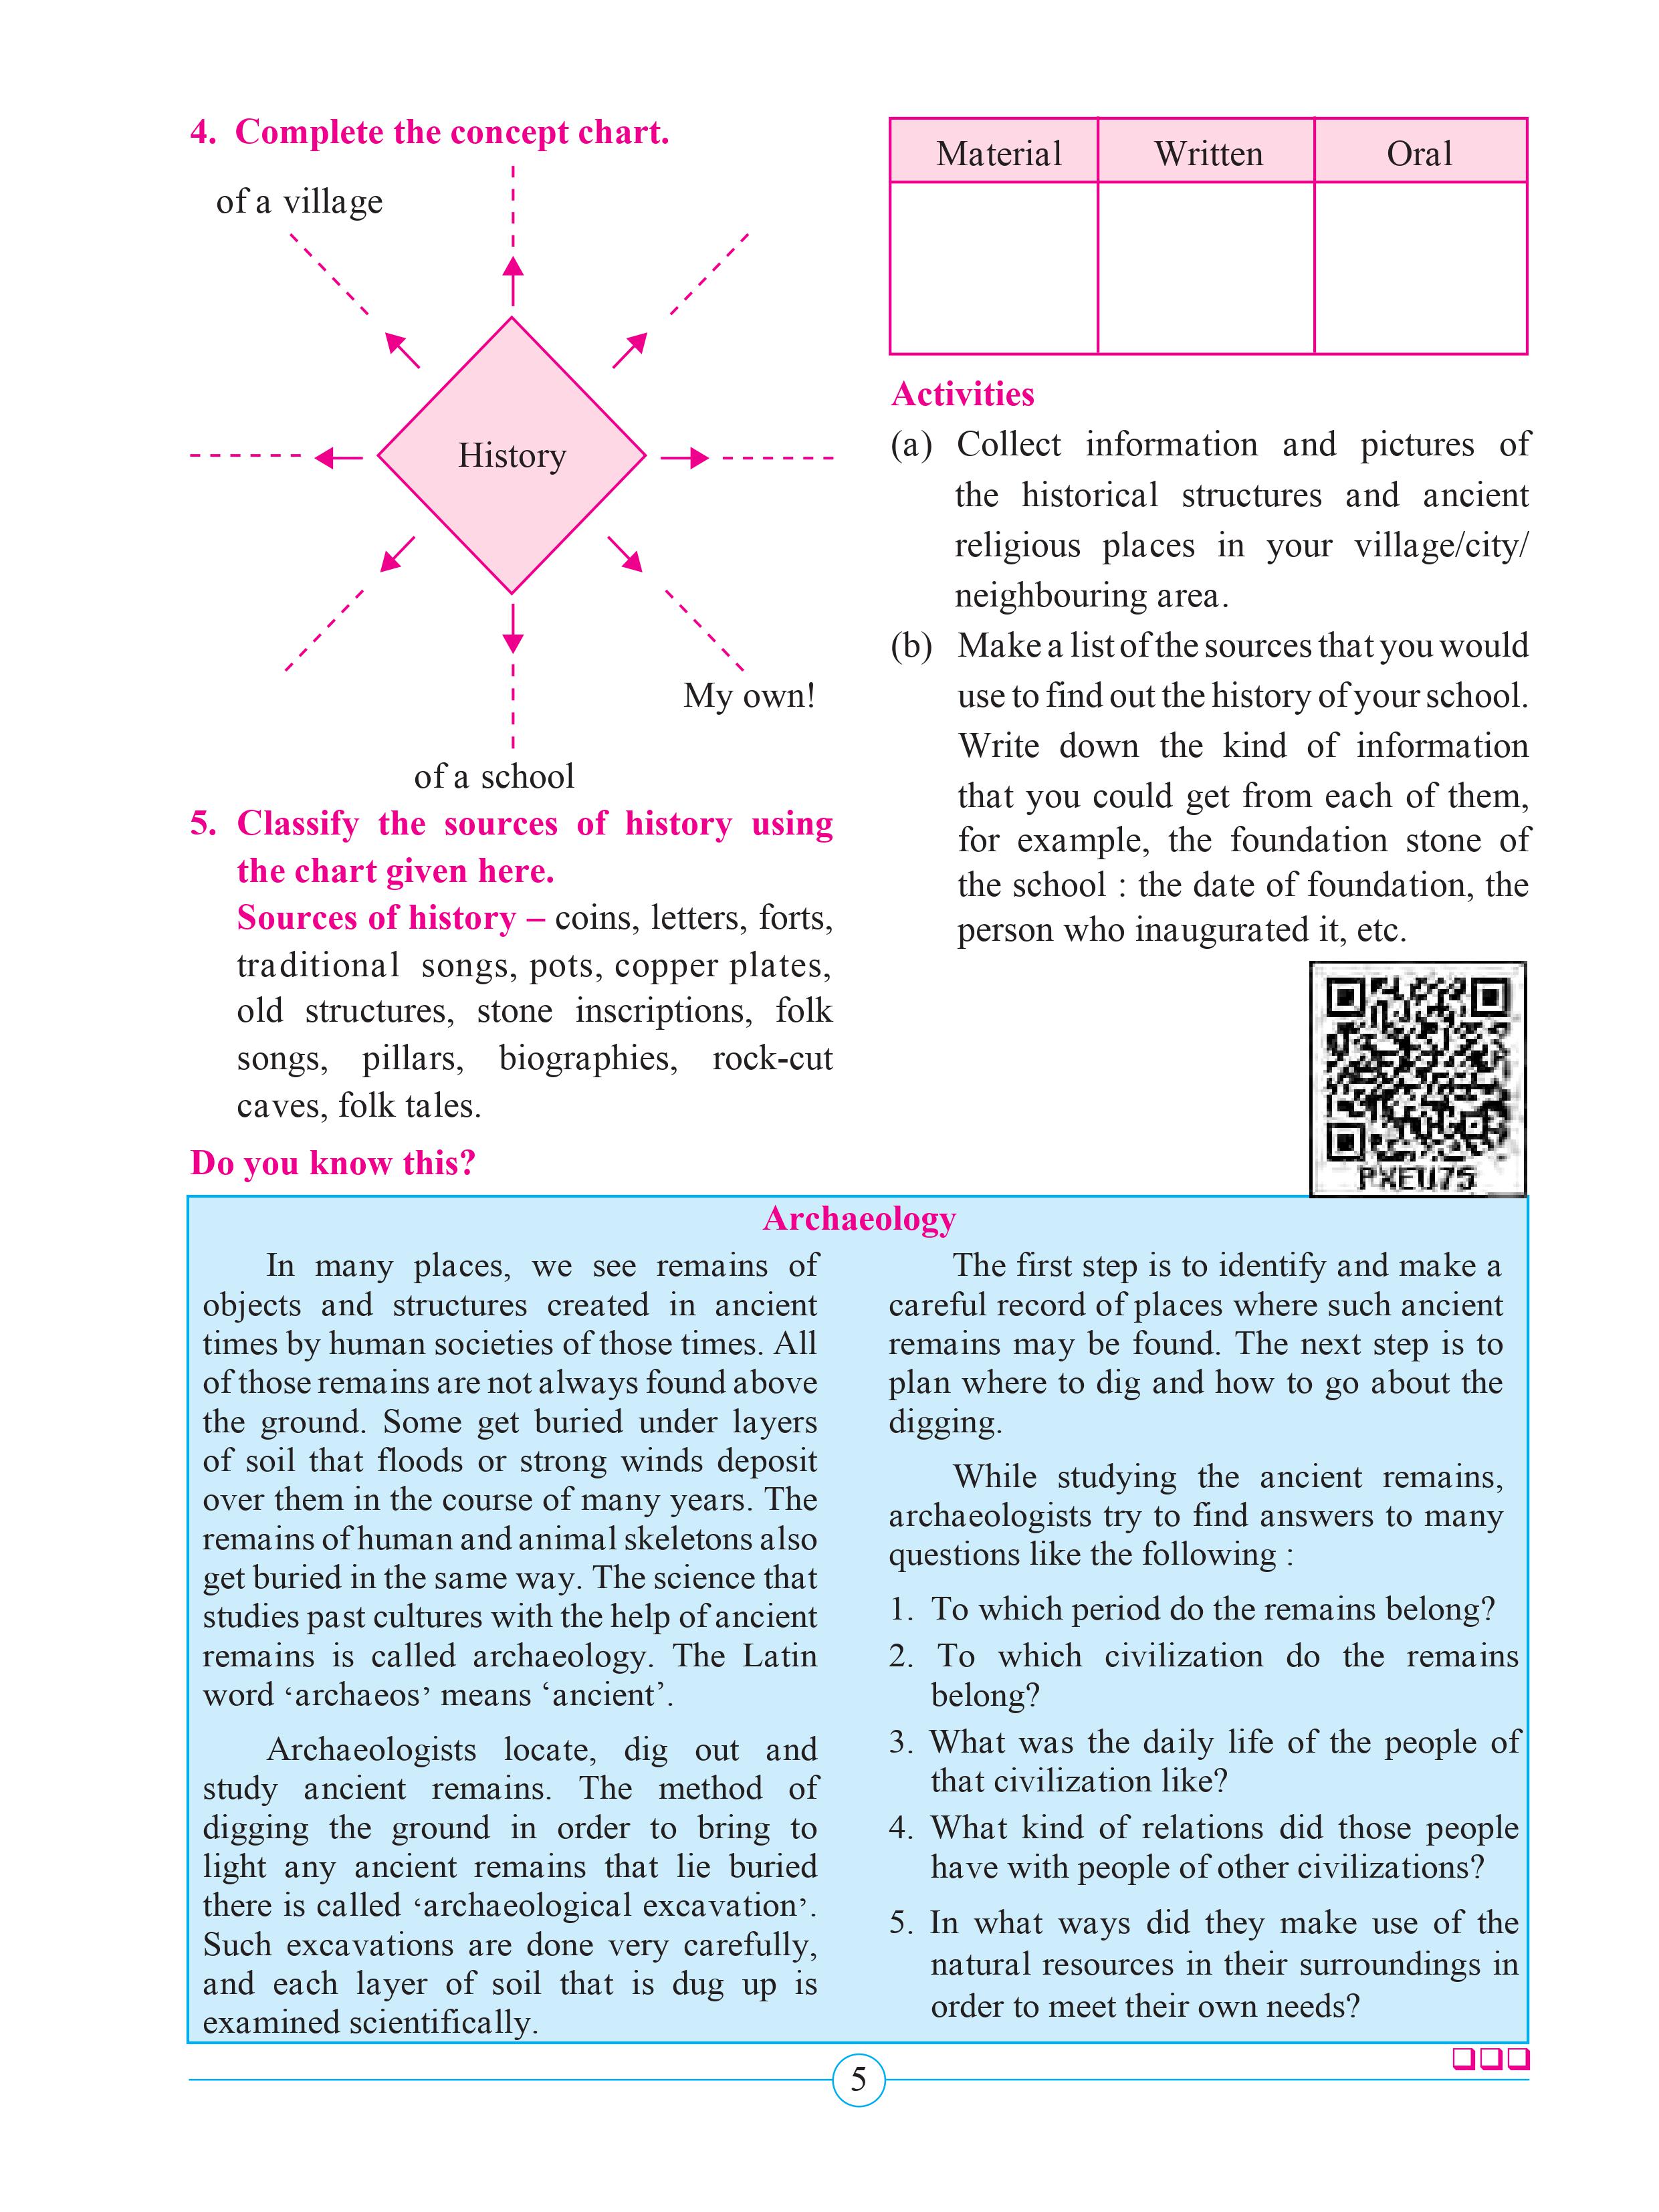 4. Complete the concept chart.
of a village
History
My own!
of a school
5. Classify the sources of history using
the chart given here.
Sources of history – coins, letters, forts,
traditional songs, pots, copper plates,
old structures, stone inscriptions, folk
songs, pillars, biographies, rock-cut
caves, folk tales.
Material Written Oral
Activities
(a) Collect information and pictures of
the historical structures and ancient
religious places in your village/city/
neighbouring area.
(b) Make a list of the sources that you would
use to find out the history of your school.
Write down the kind of information
that you could get from each of them,
for example, the foundation stone of
the school : the date of foundation, the
person who inaugurated it, etc.
PXEU75
Do you know this?
Archaeology
In many places, we see remains of
objects and structures created in ancient
times by human societies of those times. All
of those remains are not always found above
the ground. Some get buried under layers
of soil that floods or strong winds deposit
over them in the course of many years. The
remains of human and animal skeletons also
get buried in the same way. The science that
studies past cultures with the help of ancient
remains is called archaeology. The Latin
word ‘archaeos’ means ‘ancient’.
Archaeologists locate, dig out and
study ancient remains. The method of
digging the ground in order to bring to
light any ancient remains that lie buried
there is called ‘archaeological excavation’.
Such excavations are done very carefully,
and each layer of soil that is dug up is
examined scientifically.
The first step is to identify and make a
careful record of places where such ancient
remains may be found. The next step is to
plan where to dig and how to go about the
digging.
While studying the ancient remains,
archaeologists try to find answers to many
questions like the following :
1. To which period do the remains belong?
2. To which civilization do the remains
belong?
3. What was the daily life of the people of
that civilization like?
4. What kind of relations did those people
have with people of other civilizations?
5. In what ways did they make use of the
natural resources in their surroundings in
order to meet their own needs?
5